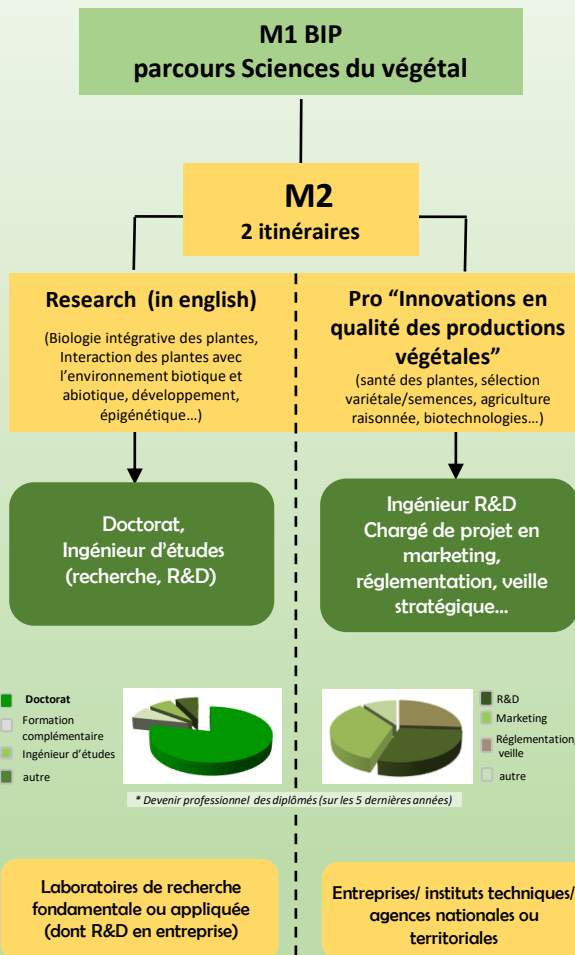 M1 BIP
parcours Sciences du végétal
M2
2 itinéraires
Research (in english)
(Biologie intégrative des plantes,
Interaction des plantes avec
l'environnement biotique et
abiotique, développement,
épigénétique…)
Pro “Innovations en
qualité des productions
végétales”
(santé des plantes, sélection
variétale/semences, agriculture
raisonnée, biotechnologies…)
Doctorat,
Ingénieur d'études
(recherche, R&D)
Ingénieur R&D
Chargé de projet en
marketing,
réglementation, veille
stratégique…
Doctorat
Formation
complémentaire
Ingénieur d'études
autre
R&D
Marketing
Réglementation,
veille
autre
* Devenir professionnel des diplômés (sur les 5 dernières années)
Laboratoires de recherche
fondamentale ou appliquée
(dont R&D en entreprise)
Entreprises/ instituts techniques/
agences nationales ou
territoriales